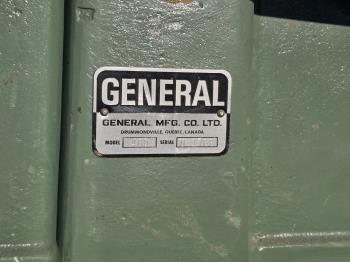 GENERAL
GENERAL MFG. CO. LTD.
DRUMMONDVILLE, QUEBEC, CANADA
MODEL SERIAL